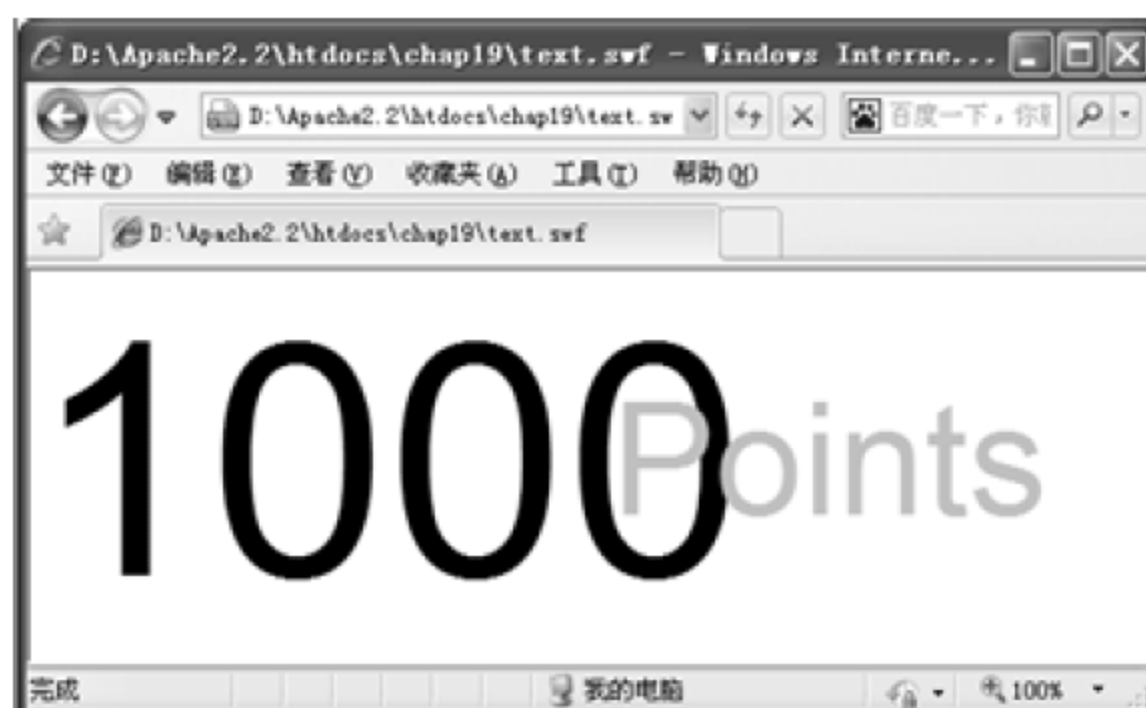 D:\Apache2.2\htdocs\chap19\text.swf - Windows Interne...
D:\Apache2.2\htdocs\chap19\text.sw 百度一下，你
文件(F) 编辑(E) 查看(V) 收藏夹(A) 工具(T) 帮助(H)
D:\Apache2.2\htdocs\chap19\text.swf
1000
Points
完成 我的电脑 100%